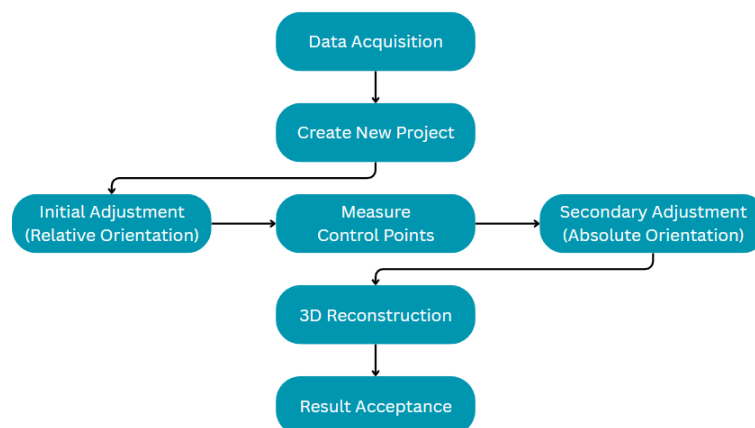 Data Acquisition
Create New Project
Initial Adjustment
(Relative Orientation)
Measure
Control Points
Secondary Adjustment
(Absolute Orientation)
3D Reconstruction
Result Acceptance